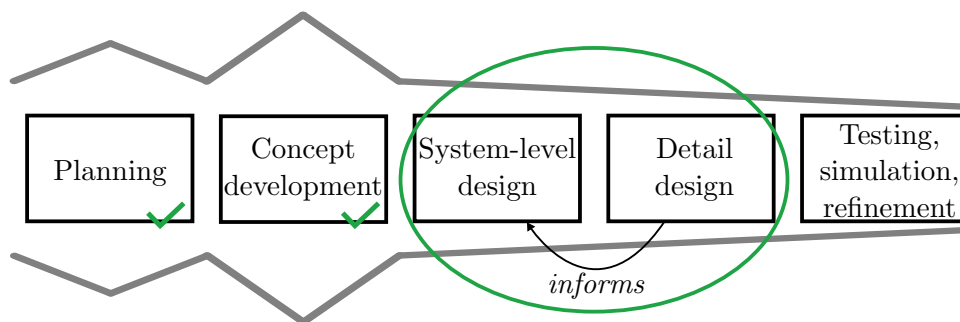 Planning
Concept
development
System-level
design
Detail
design
Testing,
simulation,
refinement
informs